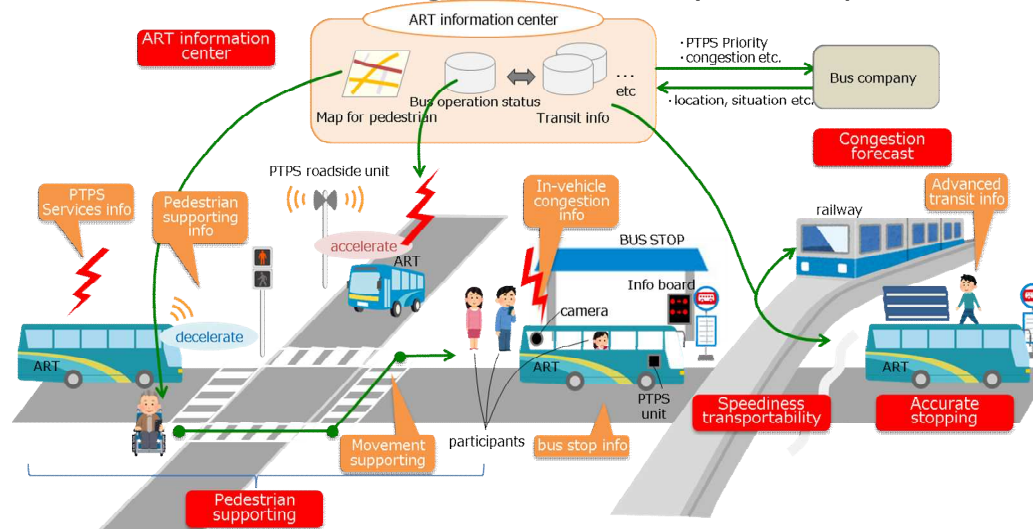 ART information center
ART information
center
Map for pedestrian
Bus operation status
Transit info
...
etc
・PTPS Priority
・congestion etc.
・location, situation etc.
Bus company
Congestion
forecast
PTPS
Services info
Pedestrian
supporting
info
PTPS roadside unit
accelerate
ART
In-vehicle
congestion
info
BUS STOP
Info board
camera
railway
Advanced
transit info
decelerate
ART
ART
PTPS
unit
ART
participants
Movement
supporting
bus stop info
Speediness
transportability
Accurate
stopping
Pedestrian
supporting